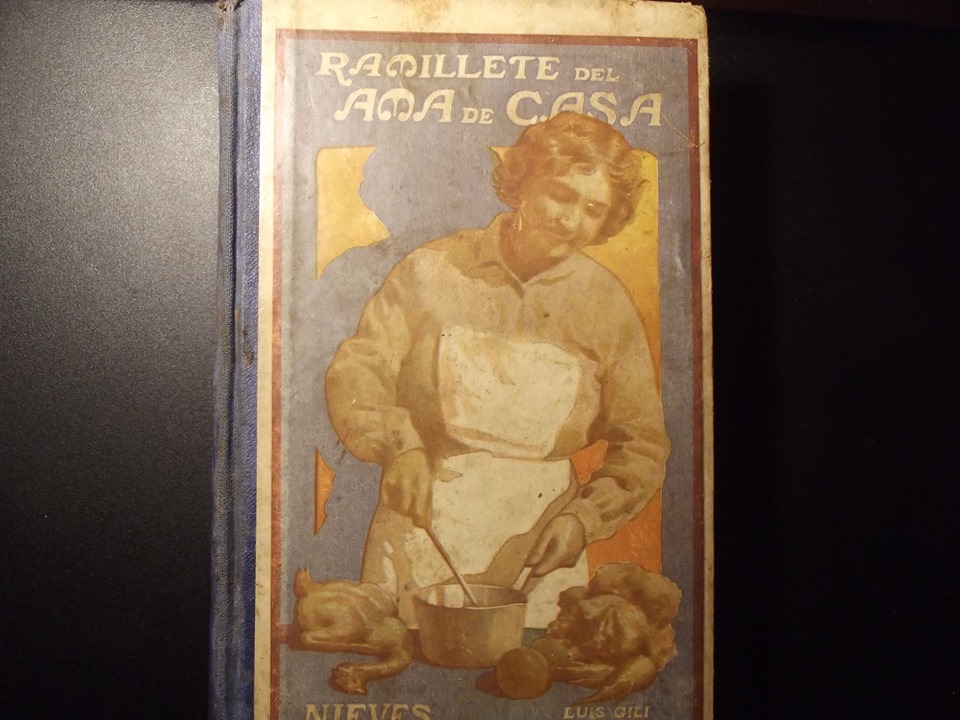 RAMILLETE DEL
AMA DE CASA
NIEVES
LUIS GILI